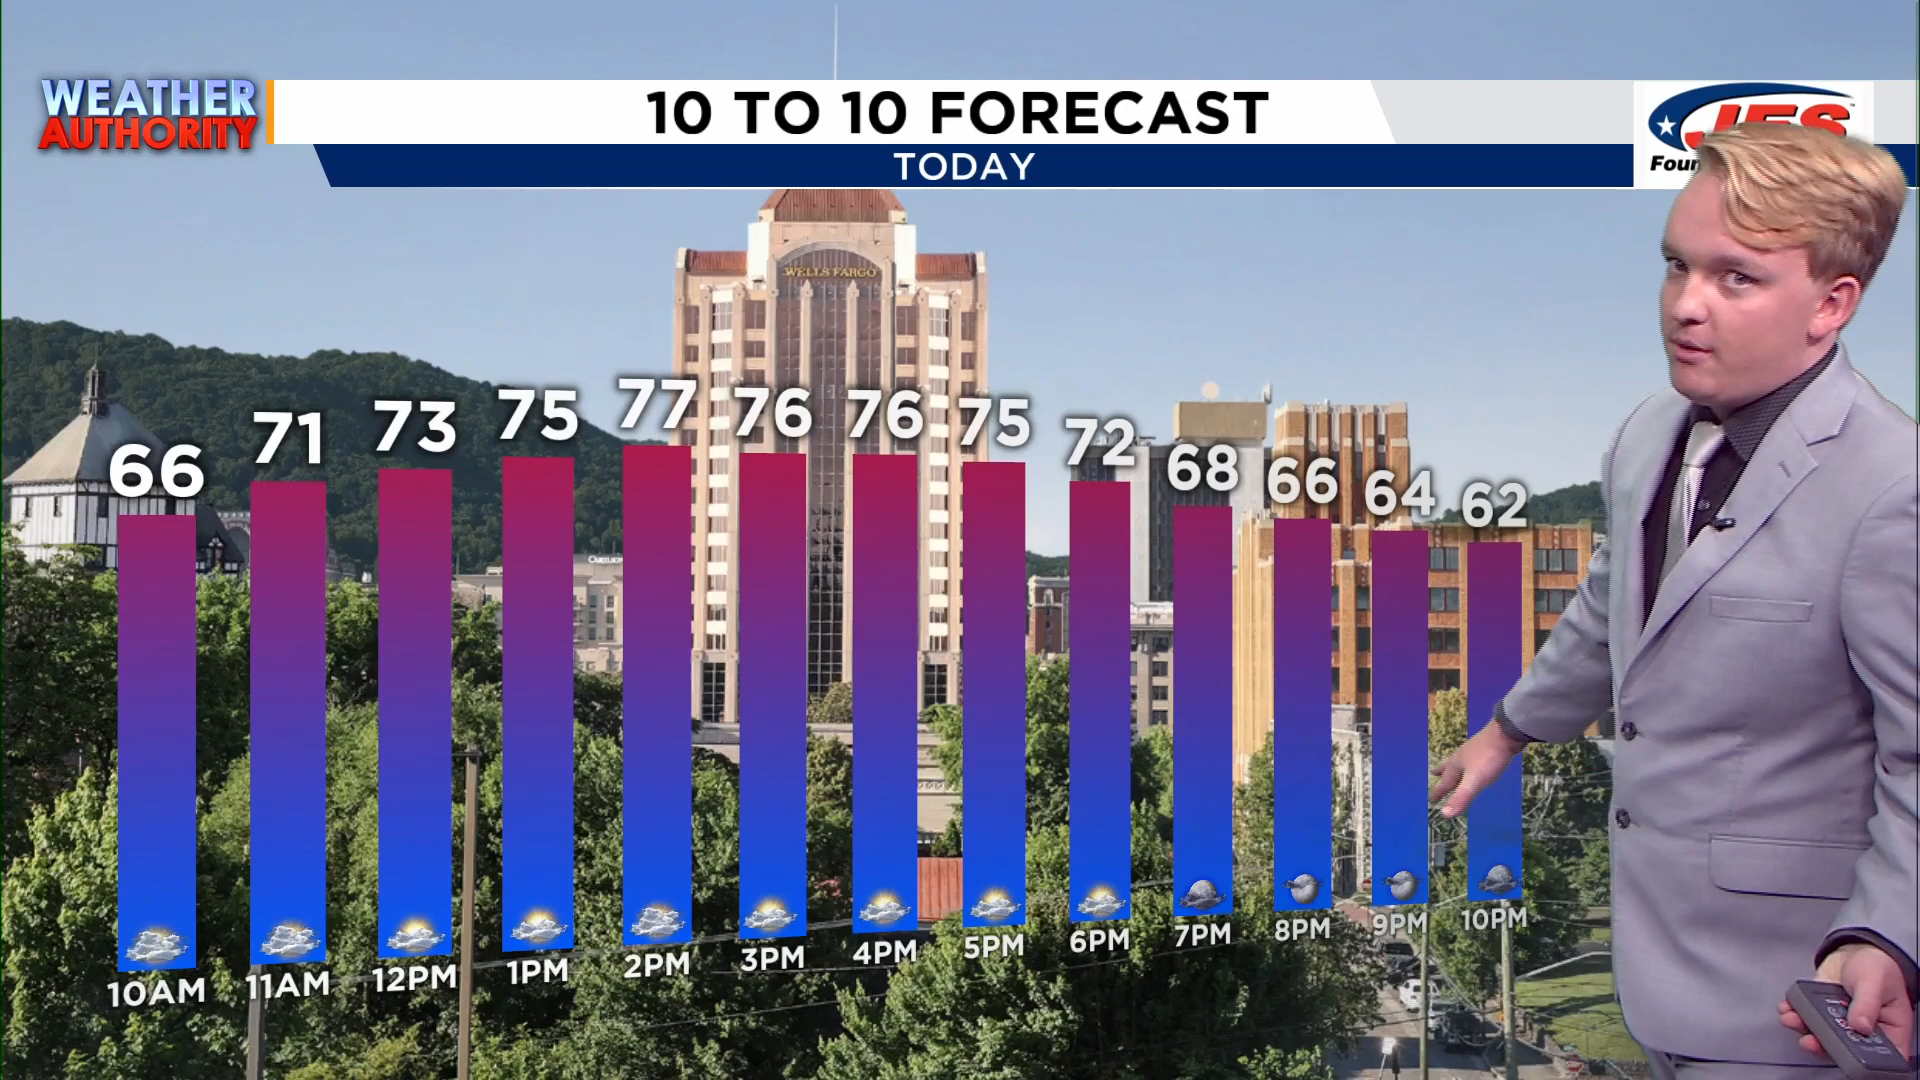 WEATHER
AUTHORITY
10 TO 10 FORECAST
TODAY
JES
WELLS FARGO
66 71 73 75 77 76 76 75 72 68 66 64 62
10AM 11AM 12PM 1PM 2PM 3PM 4PM 5PM 6PM 7PM 8PM 9PM 10PM